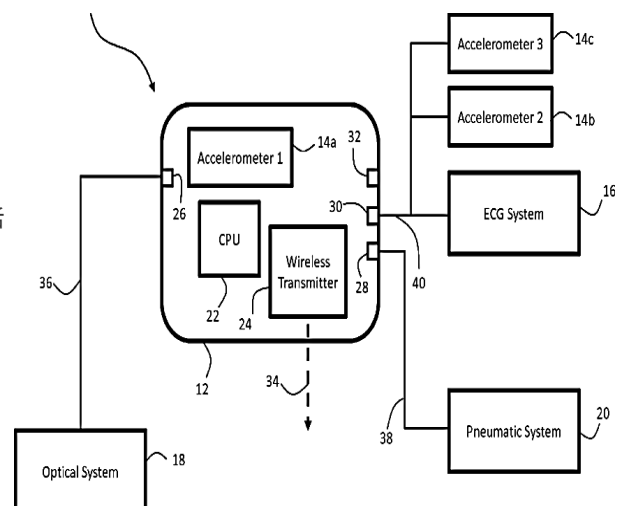 Accelerometer 3
14c
Accelerometer 2
14b
Accelerometer 1
14a
32
26
30
ECG System
16
CPU
Wireless
Transmitter
28
40
36
22
24
12
34
38
Pneumatic System
20
Optical System
18